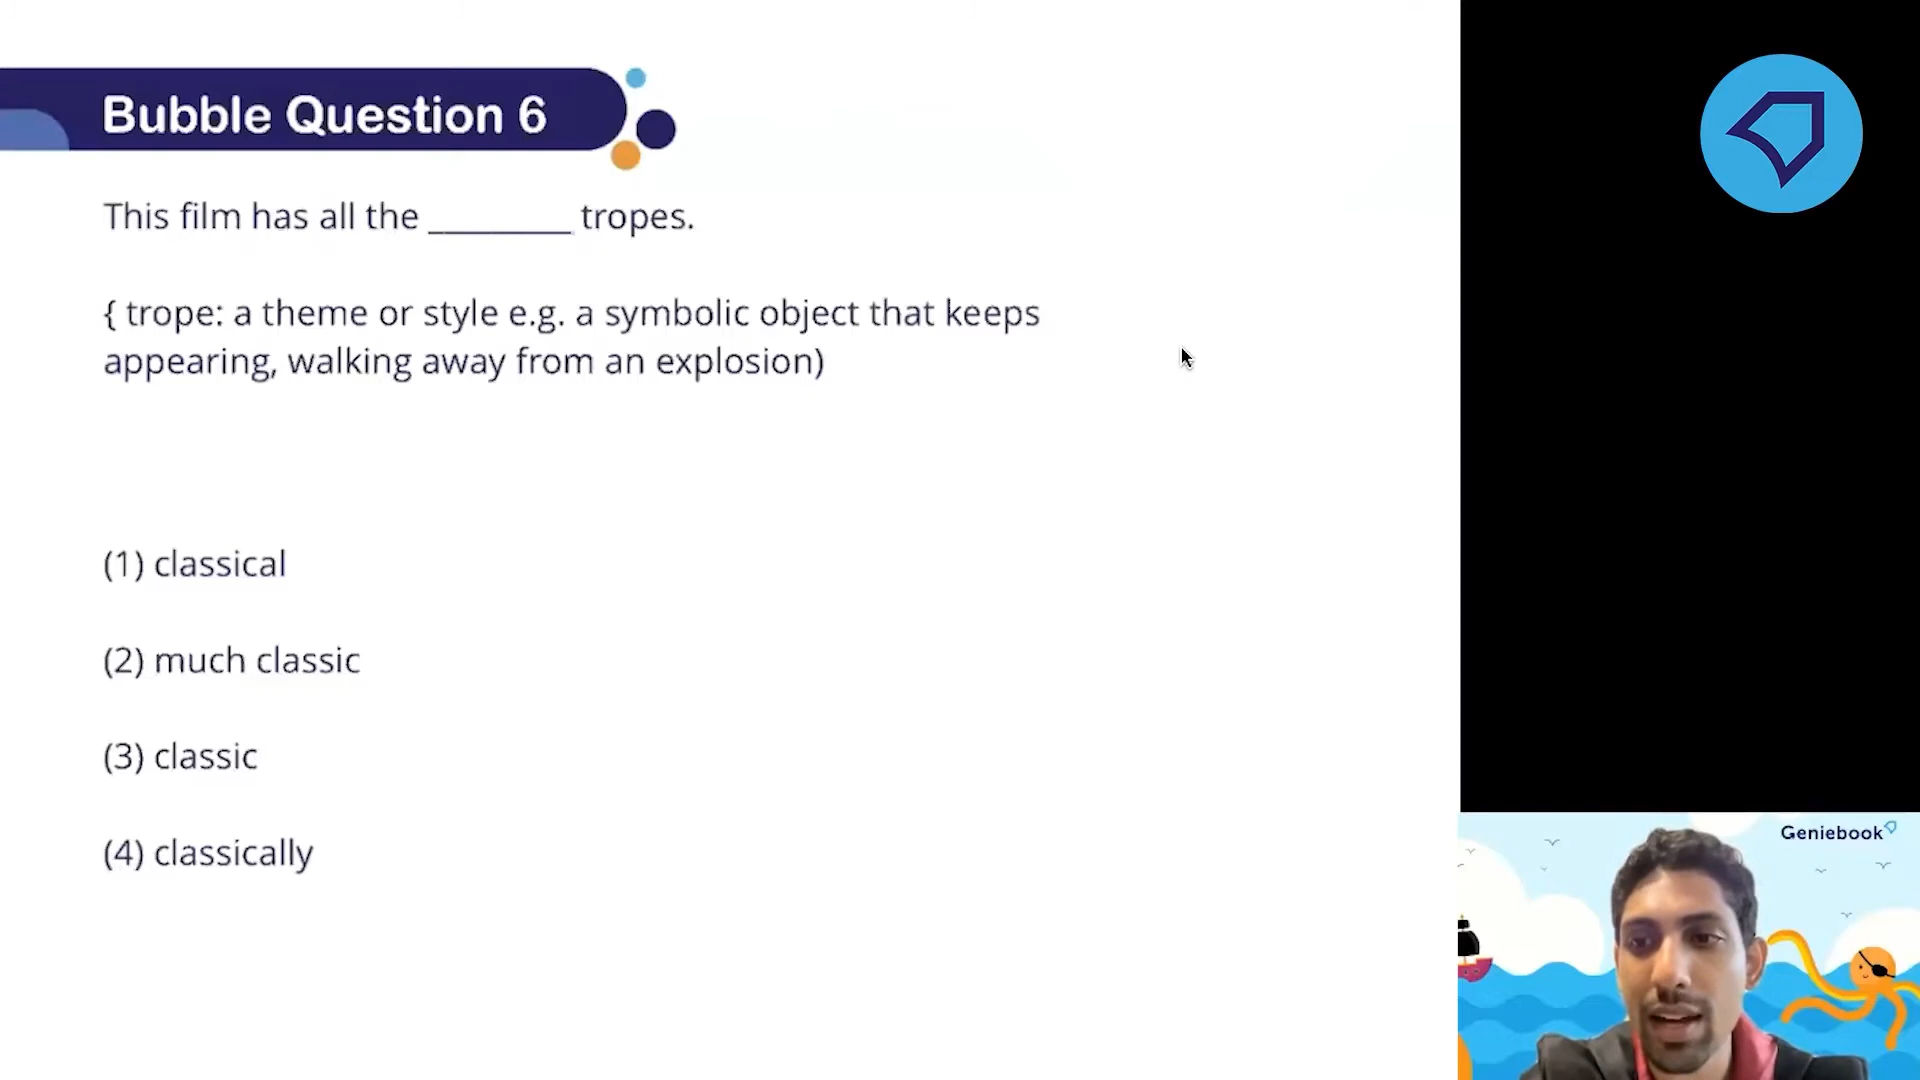 Bubble Question 6
This film has all the ________ tropes.
{ trope: a theme or style e.g. a symbolic object that keeps
appearing, walking away from an explosion)
(1) classical
(2) much classic
(3) classic
(4) classically
Geniebook